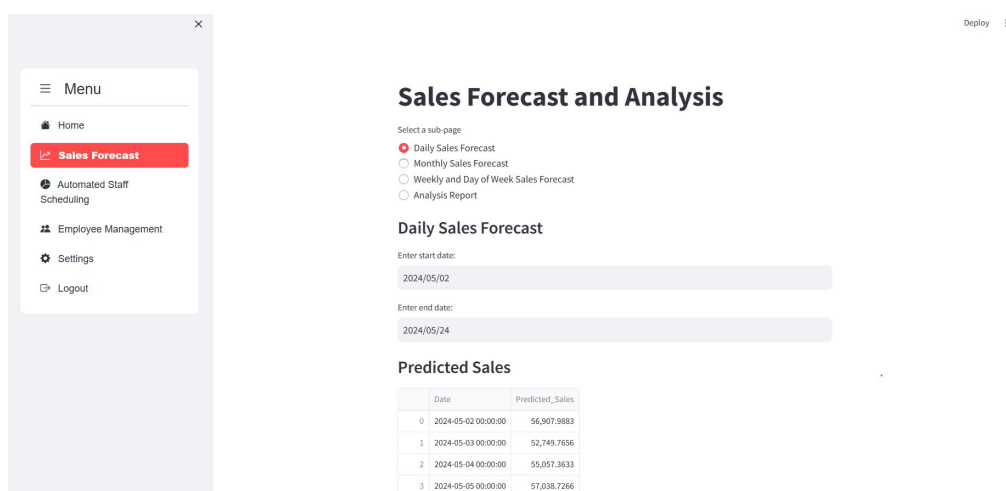 Deploy
Menu
Home
Sales Forecast
Automated Staff
Scheduling
Employee Management
Settings
Logout
Sales Forecast and Analysis
Select a sub-page
Daily Sales Forecast
Monthly Sales Forecast
Weekly and Day of Week Sales Forecast
Analysis Report
Daily Sales Forecast
Enter start date:
2024/05/02
Enter end date:
2024/05/24
Predicted Sales
Date Predicted_Sales
0 2024-05-02 00:00:00 56,907.9883
1 2024-05-03 00:00:00 52,749.7656
2 2024-05-04 00:00:00 55,057.3633
3 2024-05-05 00:00:00 57,038.7266